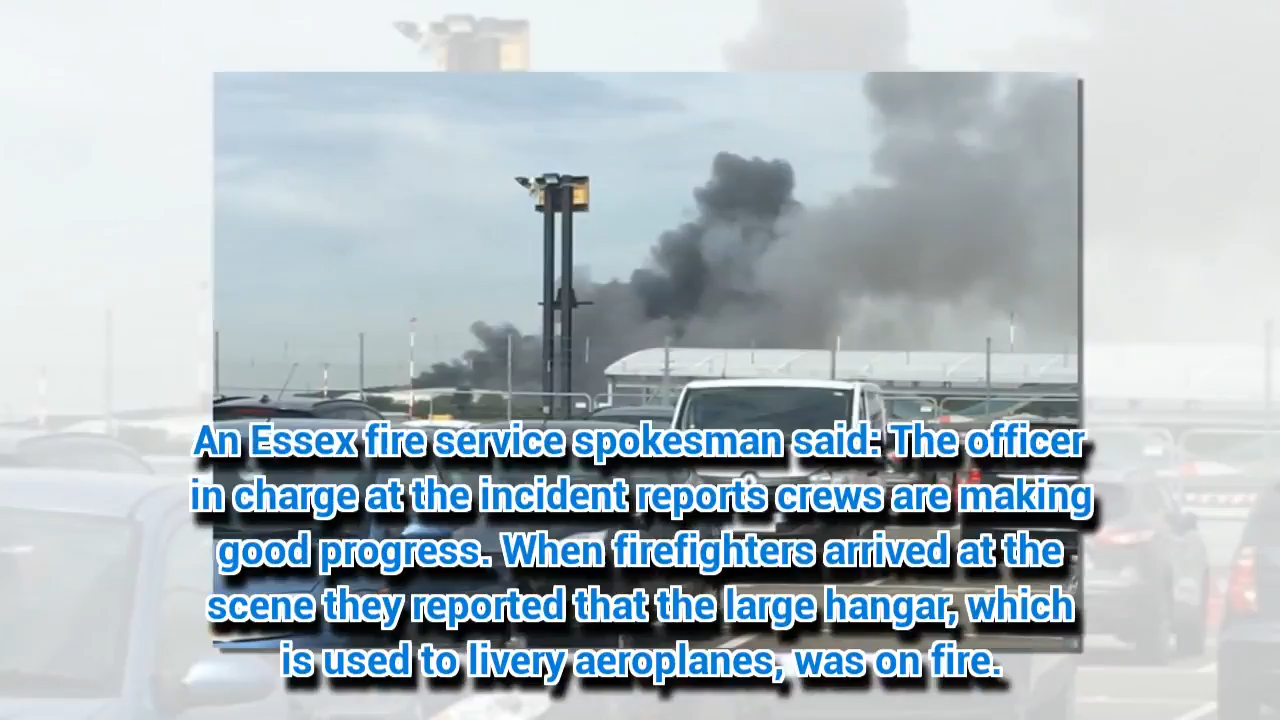 An Essex fire service spokesman said: The officer
in charge at the incident reports crews are making
good progress. When firefighters arrived at the
scene they reported that the large hangar, which
is used to livery aeroplanes, was on fire.